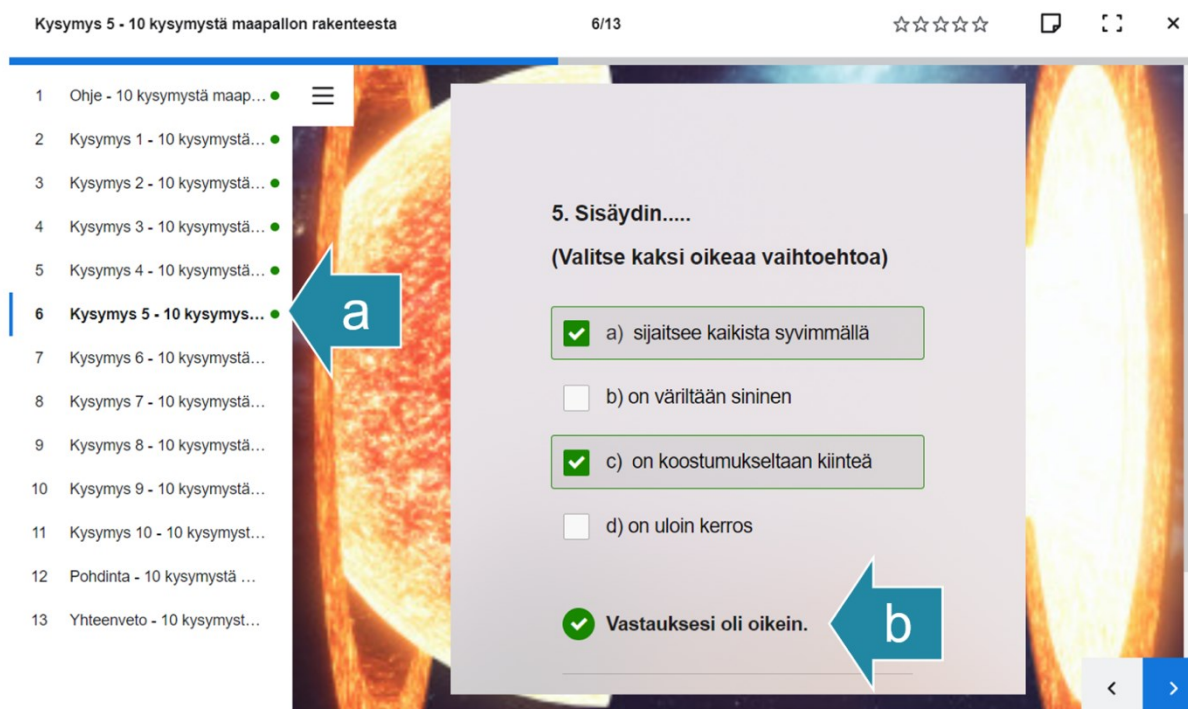 Kysymys 5 - 10 kysymystä maapallon rakenteesta
6/13
1 Ohje - 10 kysymystä maap...
2 Kysymys 1 - 10 kysymystä...
3 Kysymys 2 - 10 kysymystä...
4 Kysymys 3 - 10 kysymystä...
5 Kysymys 4 - 10 kysymystä...
6 Kysymys 5 - 10 kysymys...
7 Kysymys 6 - 10 kysymystä...
8 Kysymys 7 - 10 kysymystä...
9 Kysymys 8 - 10 kysymystä...
10 Kysymys 9 - 10 kysymystä...
11 Kysymys 10 - 10 kysymyst...
12 Pohdinta - 10 kysymystä ...
13 Yhteenveto - 10 kysymyst...
a
5. Sisäydin.....
(Valitse kaksi oikeaa vaihtoehtoa)
a) sijaitsee kaikista syvimmällä
b) on väriltään sininen
c) on koostumukseltaan kiinteä
d) on uloin kerros
Vastauksesi oli oikein.
b